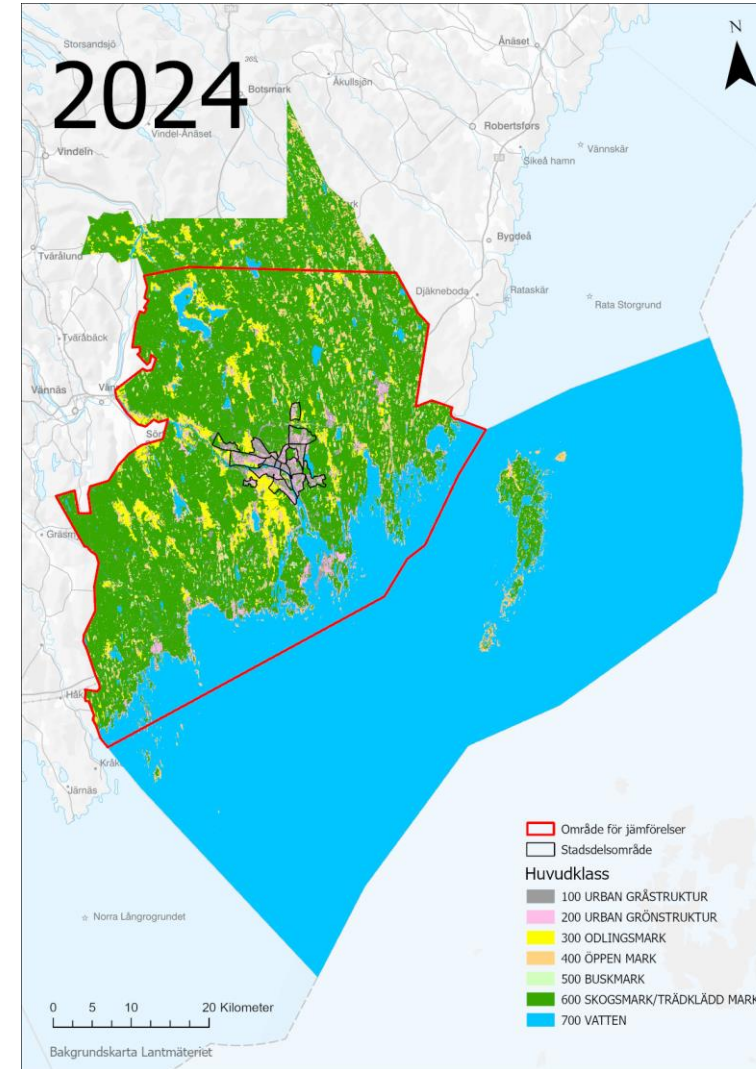 2024
N
Storsandsjö
Ånäset
Åkullsjön
Botsmark
Vindel-Ånäset
Robertsfors
Vindeln
Vännskär
Sikeå hamn
Bygdeå
Tvärålund
Djäkneboda
Rataskär
Rata Storgrund
Tväråbäck
Vännäs
Norra Långrogrundet
Järnäs
Område för jämförelser
Stadsdelsområde
Huvudklass
100 URBAN GRÅSTRUKTUR
200 URBAN GRÖNSTRUKTUR
300 ODLINGSMARK
400 ÖPPEN MARK
500 BUSKMARK
600 SKOGSMARK/TRÄDKLÄDD MARK
700 VATTEN
0 5 10 20 Kilometer
Bakgrundskarta Lantmäteriet